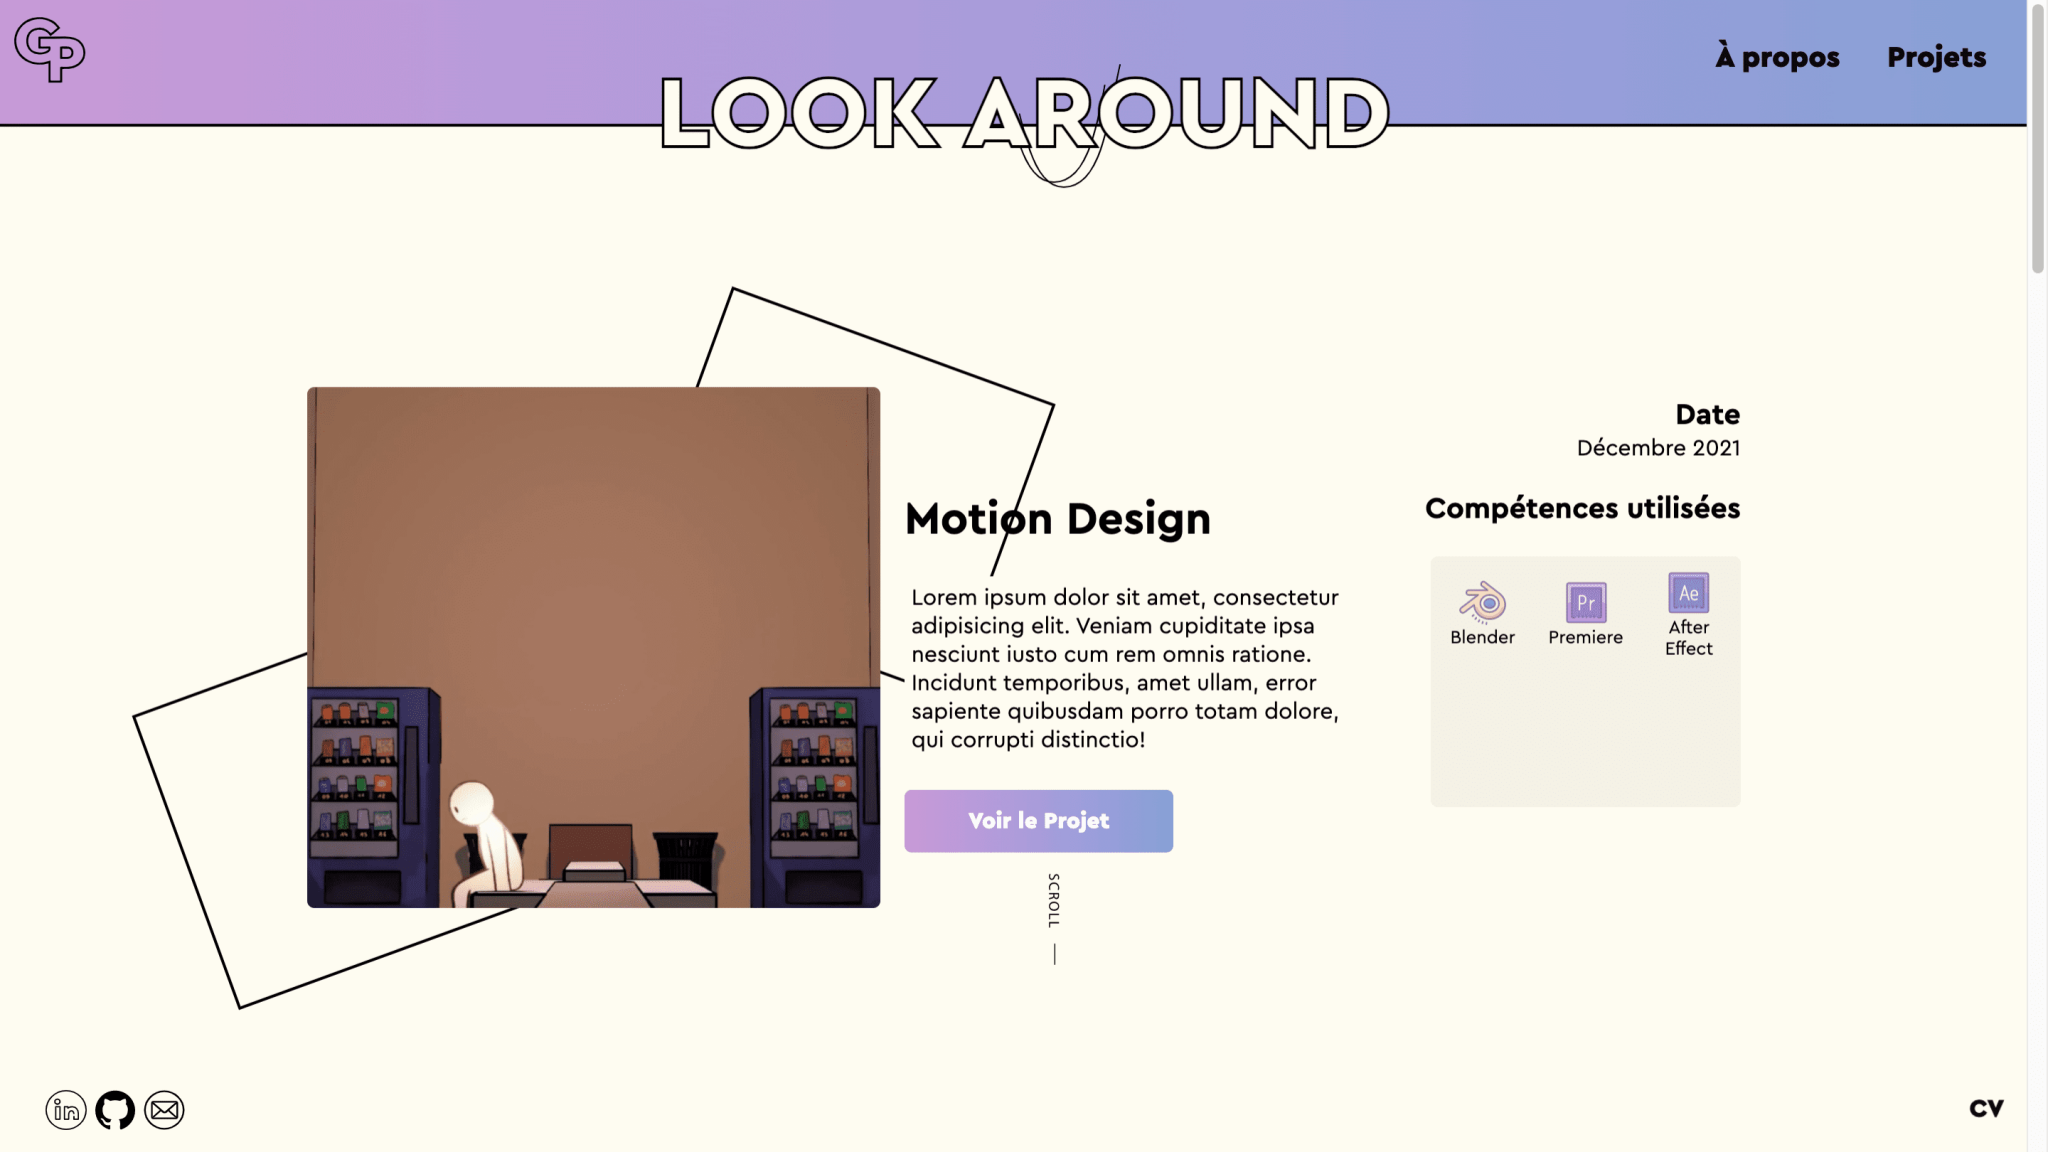 GP
À propos
Projets
LOOK AROUND
Motion Design
Lorem ipsum dolor sit amet, consectetur
adipisicing elit. Veniam cupiditate ipsa
nesciunt iusto cum rem omnis ratione.
Incidunt temporibus, amet ullam, error
sapiente quibusdam porro totam dolore,
qui corrupti distinctio!
Voir le Projet
SCROLL
Date
Décembre 2021
Compétences utilisées
Pr
Ae
Blender
Premiere
After
Effect
in
CV